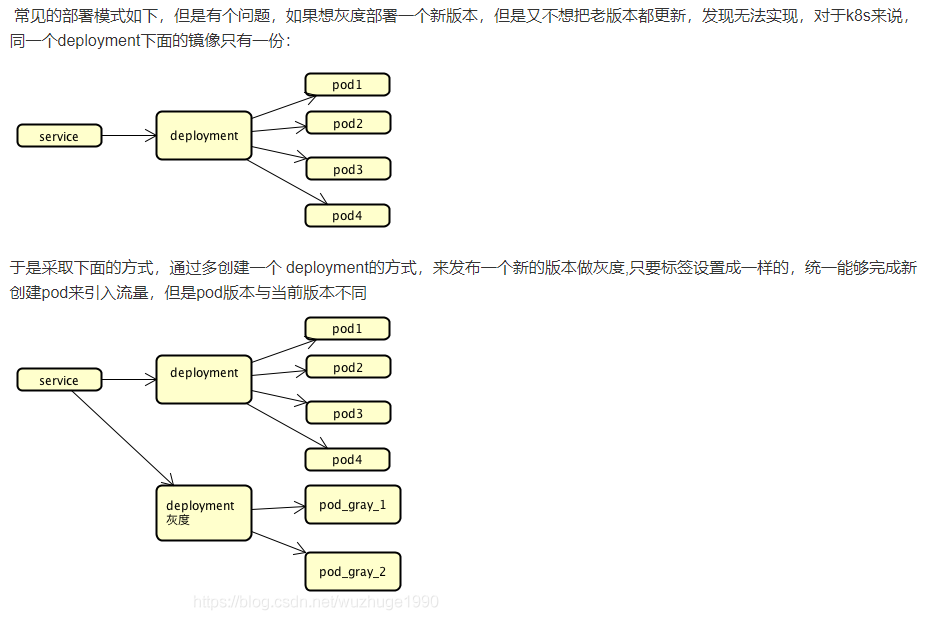 常见的部署模式如下，但是有个问题，如果想灰度部署一个新版本，但是又不想把老版本都更新，发现无法实现，对于k8s来说，
同一个deployment下面的镜像只有一份：
pod1
pod2
service
deployment
pod3
pod4
于是采取下面的方式，通过多创建一个 deployment的方式，来发布一个新的版本做灰度,只要标签设置成一样的，统一能够完成新
创建pod来引入流量，但是pod版本与当前版本不同
pod1
pod2
service
deployment
pod3
pod4
deployment
灰度
pod_gray_1
pod_gray_2
https://blog.csdn.net/wuzhuge1990